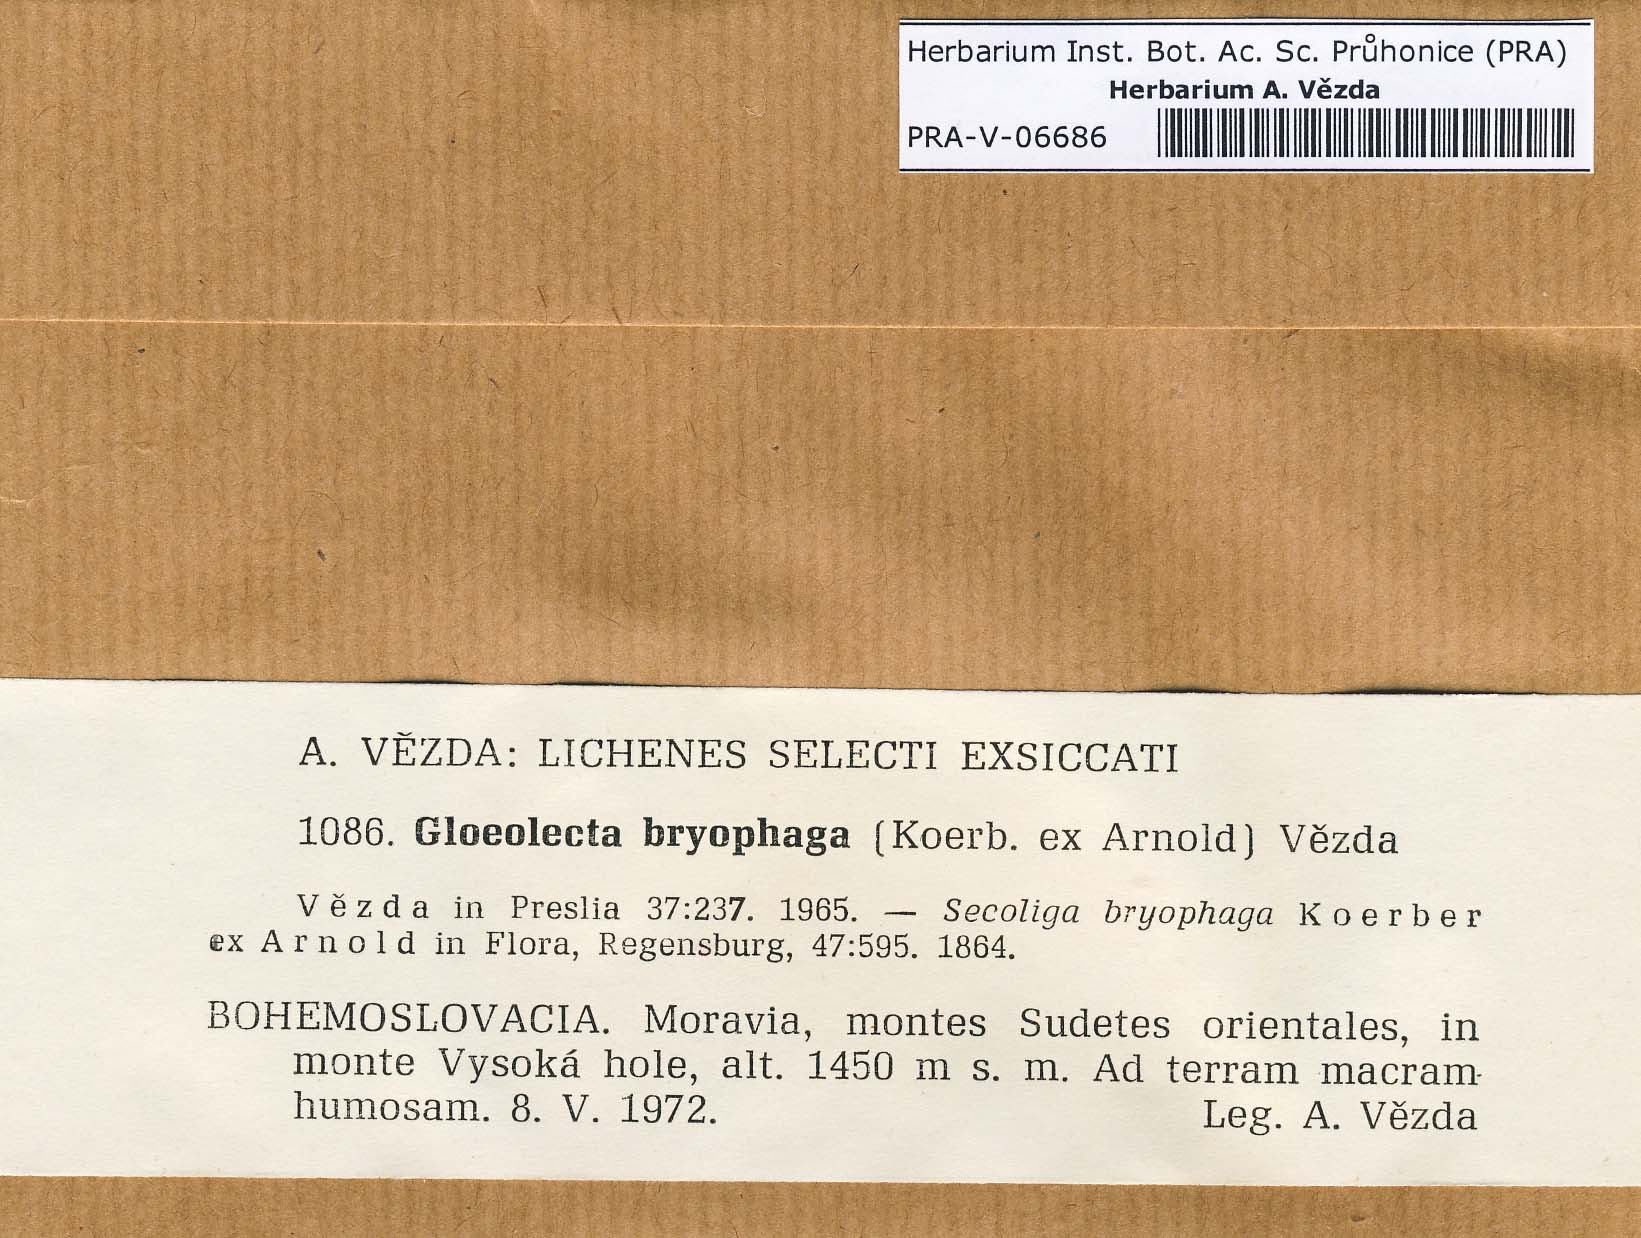 Herbarium Inst. Bot. Ac. Sc. Průhonice (PRA)
Herbarium A. Vězda
PRA-V-06686
A. VĚZDA: LICHENES SELECTI EXSICCATI
1086. Gloeolecta bryophaga (Koerb. ex Arnold) Vězda
Vězda in Preslia 37:237. 1965. — Secoliga bryophaga Koerber
ex Arnold in Flora, Regensburg, 47:595. 1864.
BOHEMOSLOVACIA. Moravia, montes Sudetes orientales, in
monte Vysoká hole, alt. 1450 m s. m. Ad terram macram-
humosam. 8. V. 1972. Leg. A. Vězda